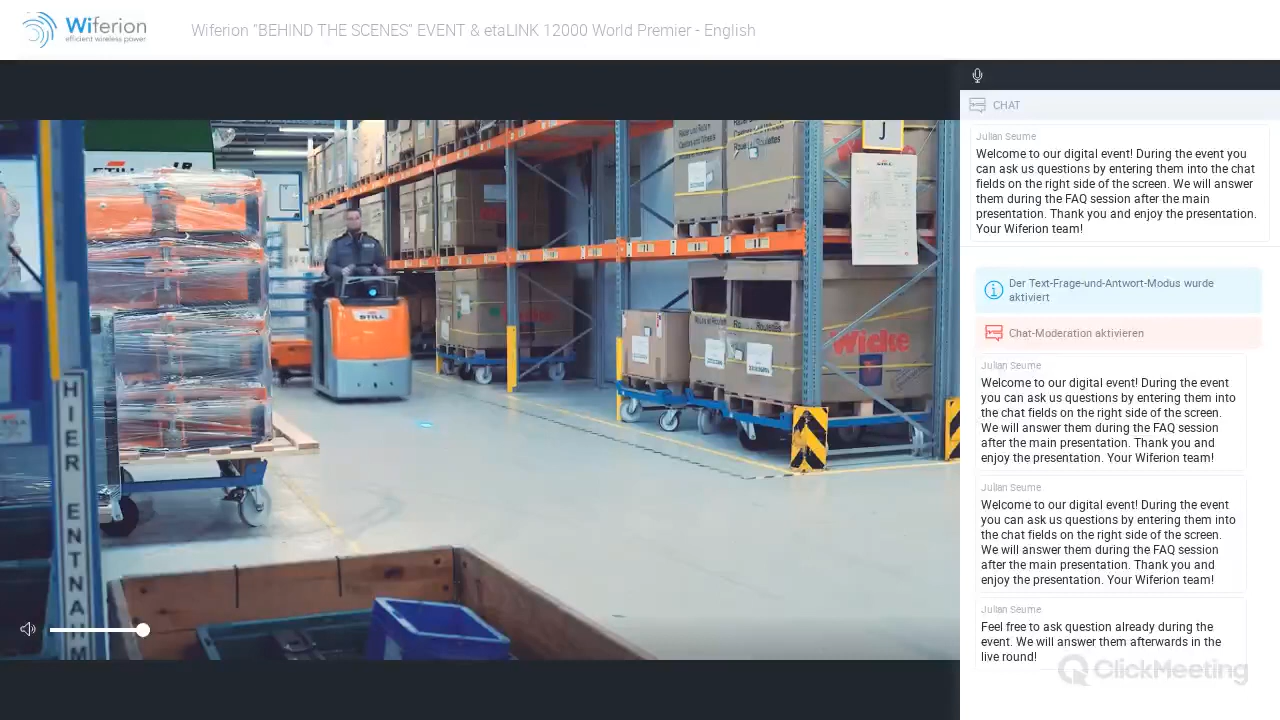 Wiferion
efficient wireless power
Wiferion "BEHIND THE SCENES" EVENT & etaLINK 12000 World Premier - English
CHAT
Julian Seume
Welcome to our digital event! During the event you
can ask us questions by entering them into the chat
fields on the right side of the screen. We will answer
them during the FAQ session after the main
presentation. Thank you and enjoy the presentation.
Your Wiferion team!
Der Text-Frage-und-Antwort-Modus wurde
aktiviert
Chat-Moderation aktivieren
Julian Seume
Welcome to our digital event! During the event
you can ask us questions by entering them into
the chat fields on the right side of the screen.
We will answer them during the FAQ session
after the main presentation. Thank you and
enjoy the presentation. Your Wiferion team!
Julian Seume
Welcome to our digital event! During the event
you can ask us questions by entering them into
the chat fields on the right side of the screen.
We will answer them during the FAQ session
after the main presentation. Thank you and
enjoy the presentation. Your Wiferion team!
Julian Seume
Feel free to ask question already during the
event. We will answer them afterwards in the
live round!
ClickMeeting
J
STILL
Wicke
HIER ENTNAHM